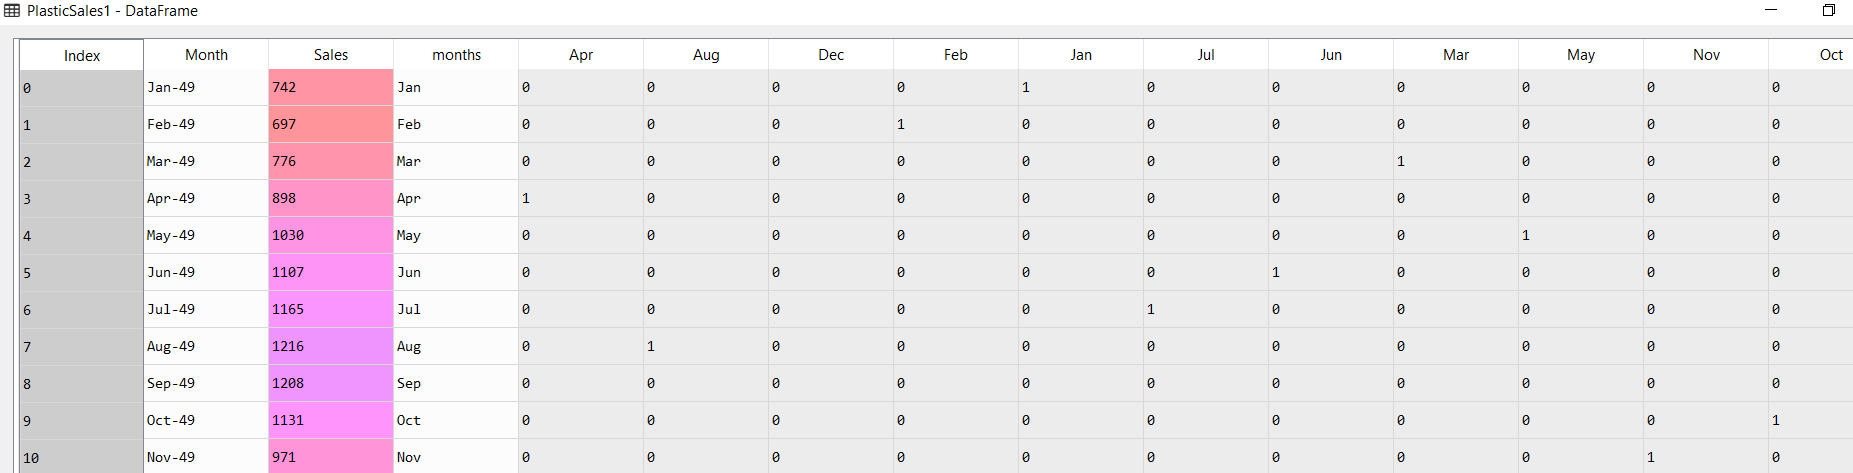 PlasticSales1 - DataFrame
Index Month Sales months Apr Aug Dec Feb Jan Jul Jun Mar May Nov Oct
0 Jan-49 742 Jan 0 0 0 0 1 0 0 0 0 0 0
1 Feb-49 697 Feb 0 0 0 1 0 0 0 0 0 0 0
2 Mar-49 776 Mar 0 0 0 0 0 0 0 1 0 0 0
3 Apr-49 898 Apr 1 0 0 0 0 0 0 0 0 0 0
4 May-49 1030 May 0 0 0 0 0 0 0 0 1 0 0
5 Jun-49 1107 Jun 0 0 0 0 0 0 1 0 0 0 0
6 Jul-49 1165 Jul 0 0 0 0 0 1 0 0 0 0 0
7 Aug-49 1216 Aug 0 1 0 0 0 0 0 0 0 0 0
8 Sep-49 1208 Sep 0 0 0 0 0 0 0 0 0 0 0
9 Oct-49 1131 Oct 0 0 0 0 0 0 0 0 0 0 1
10 Nov-49 971 Nov 0 0 0 0 0 0 0 0 0 1 0